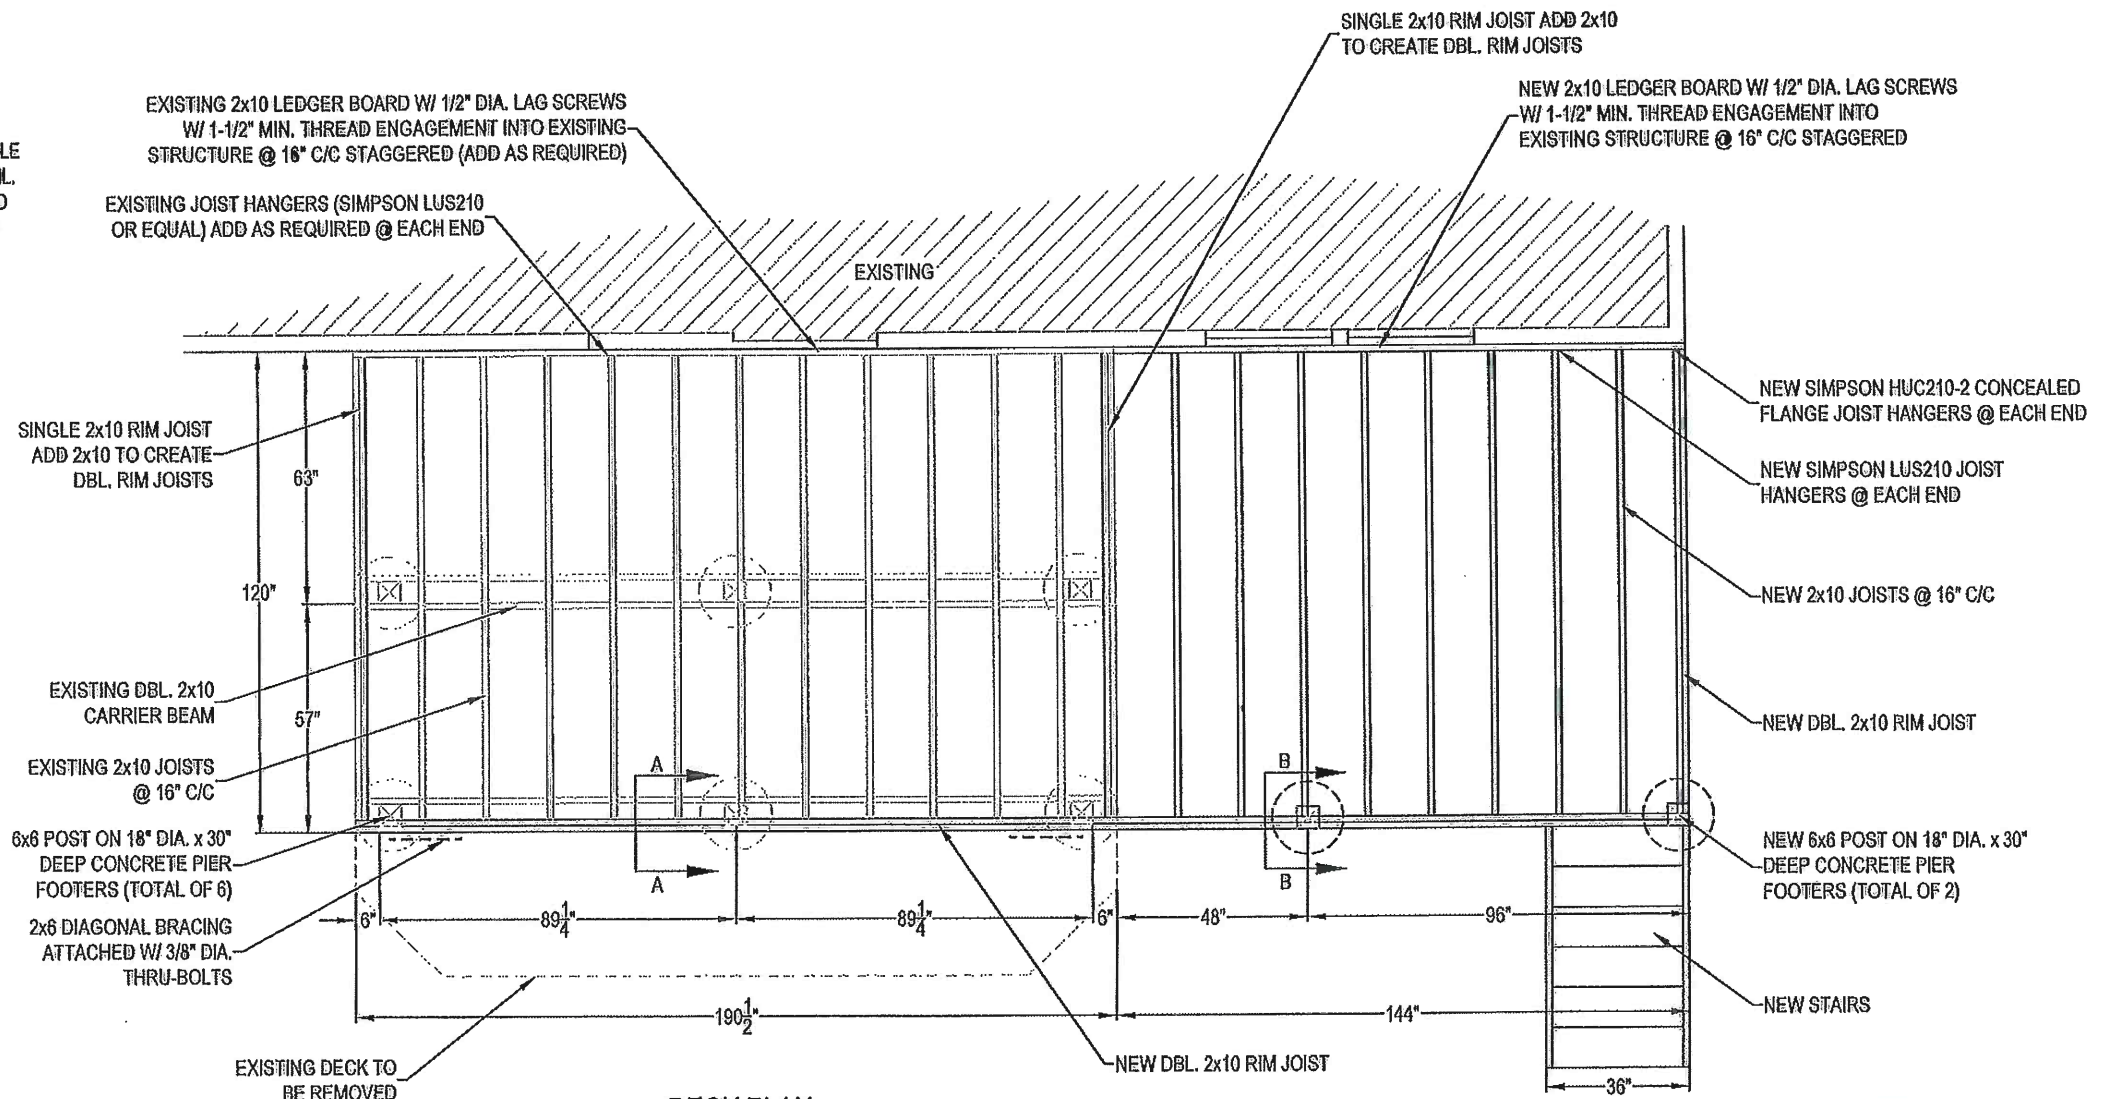 SINGLE 2x10 RIM JOIST ADD 2x10
TO CREATE DBL. RIM JOISTS
EXISTING 2x10 LEDGER BOARD W/ 1/2" DIA. LAG SCREWS
W/ 1-1/2" MIN. THREAD ENGAGEMENT INTO EXISTING
STRUCTURE @ 16" C/C STAGGERED (ADD AS REQUIRED)
NEW 2x10 LEDGER BOARD W/ 1/2" DIA. LAG SCREWS
W/ 1-1/2" MIN. THREAD ENGAGEMENT INTO
EXISTING STRUCTURE @ 16" C/C STAGGERED
EXISTING JOIST HANGERS (SIMPSON LUS210
OR EQUAL) ADD AS REQUIRED @ EACH END
EXISTING
SINGLE 2x10 RIM JOIST
ADD 2x10 TO CREATE
DBL. RIM JOISTS
63"
120"
57"
NEW SIMPSON HUC210-2 CONCEALED
FLANGE JOIST HANGERS @ EACH END
NEW SIMPSON LUS210 JOIST
HANGERS @ EACH END
NEW 2x10 JOISTS @ 16" C/C
NEW DBL. 2x10 RIM JOIST
EXISTING DBL. 2x10
CARRIER BEAM
EXISTING 2x10 JOISTS
@ 16" C/C
A
A
B
B
6x6 POST ON 18" DIA. x 30"
DEEP CONCRETE PIER
FOOTERS (TOTAL OF 6)
NEW 6x6 POST ON 18" DIA. x 30"
DEEP CONCRETE PIER
FOOTERS (TOTAL OF 2)
2x6 DIAGONAL BRACING
ATTACHED W/ 3/8" DIA.
THRU-BOLTS
6"
89 1/4"
89 1/4"
6"
48"
96"
190 1/2"
144"
NEW STAIRS
EXISTING DECK TO
BE REMOVED
NEW DBL. 2x10 RIM JOIST
36"